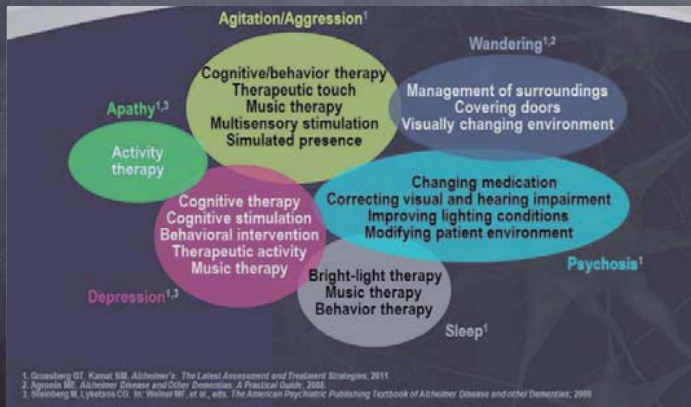 Agitation/Aggression1
Cognitive/behavior therapy
Therapeutic touch
Music therapy
Multisensory stimulation
Simulated presence
Wandering1,2
Management of surroundings
Covering doors
Visually changing environment
Apathy1,3
Activity
therapy
Cognitive therapy
Cognitive stimulation
Behavioral intervention
Therapeutic activity
Music therapy
Depression1,3
Changing medication
Correcting visual and hearing impairment
Improving lighting conditions
Modifying patient environment
Psychosis1
Bright-light therapy
Music therapy
Behavior therapy
Sleep1
1. Grossberg GT, Kamat SM. Alzheimer's: The Latest Assessment and Treatment Strategies; 2011.
2. Agronin ME. Alzheimer Disease and Other Dementias, A Practical Guide, 2008.
3. Steinberg M, Lyketsos CG. In: Weiner MF, et al., eds. The American Psychiatric Publishing Textbook of Alzheimer Disease and other Dementias; 2009